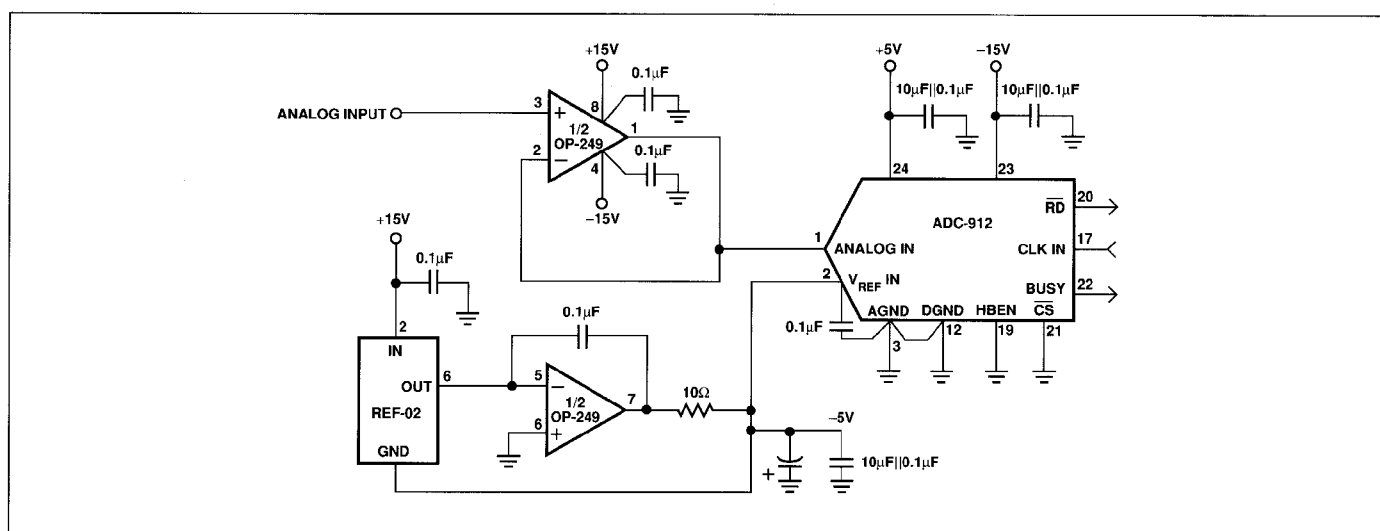 +15V
0.1μF
3
+
8
ANALOG INPUT
1/2
OP-249
1
2
−
4
0.1μF
−15V
+5V
−15V
10μF||0.1μF
10μF||0.1μF
24
23
RD
20
ADC-912
1
ANALOG IN
CLK IN
17
2
VREF IN
BUSY
22
AGND
DGND
HBEN
CS
0.1μF
3
12
19
21
+15V
0.1μF
2
IN
0.1μF
OUT
6
5
−
1/2
OP-249
7
10Ω
REF-02
6
+
GND
−5V
+
10μF||0.1μF